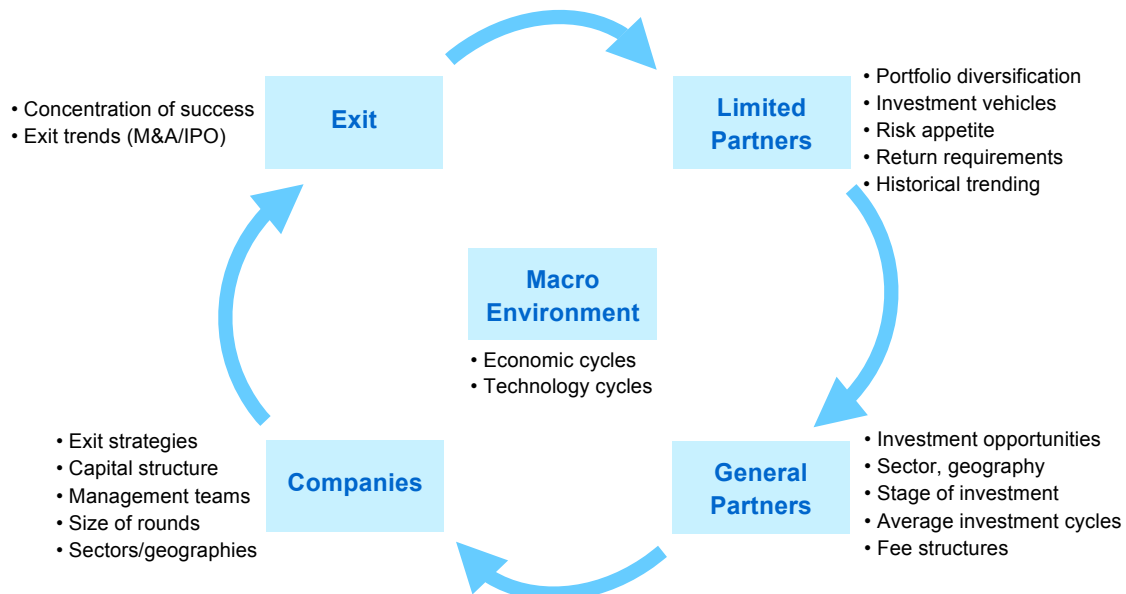 • Concentration of success
• Exit trends (M&A/IPO)
Exit
Limited
Partners
• Portfolio diversification
• Investment vehicles
• Risk appetite
• Return requirements
• Historical trending
Macro
Environment
• Economic cycles
• Technology cycles
• Exit strategies
• Capital structure
• Management teams
• Size of rounds
• Sectors/geographies
Companies
General
Partners
• Investment opportunities
• Sector, geography
• Stage of investment
• Average investment cycles
• Fee structures